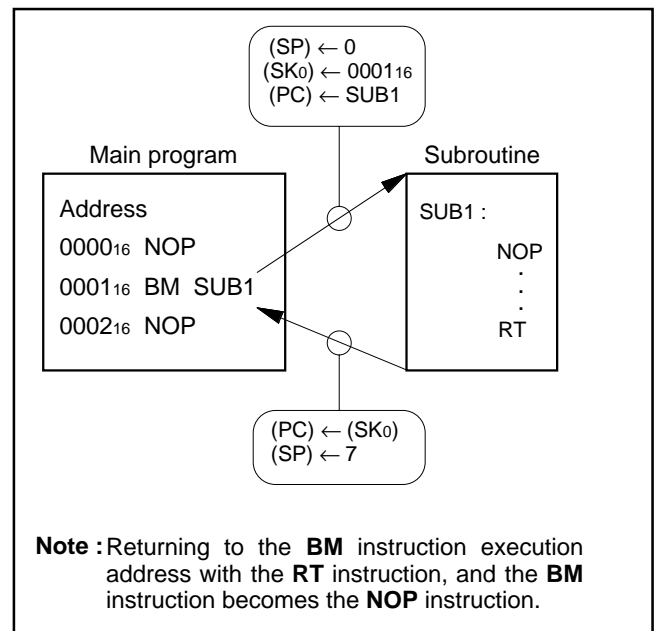 (SP) ← 0
(SK₀) ← 0001₁₆
(PC) ← SUB1
Main program
Address
0000₁₆ NOP
0001₁₆ BM SUB1
0002₁₆ NOP
Subroutine
SUB1 :
NOP
.
.
.
RT
(PC) ← (SK₀)
(SP) ← 7
Note : Returning to the BM instruction execution
address with the RT instruction, and the BM
instruction becomes the NOP instruction.